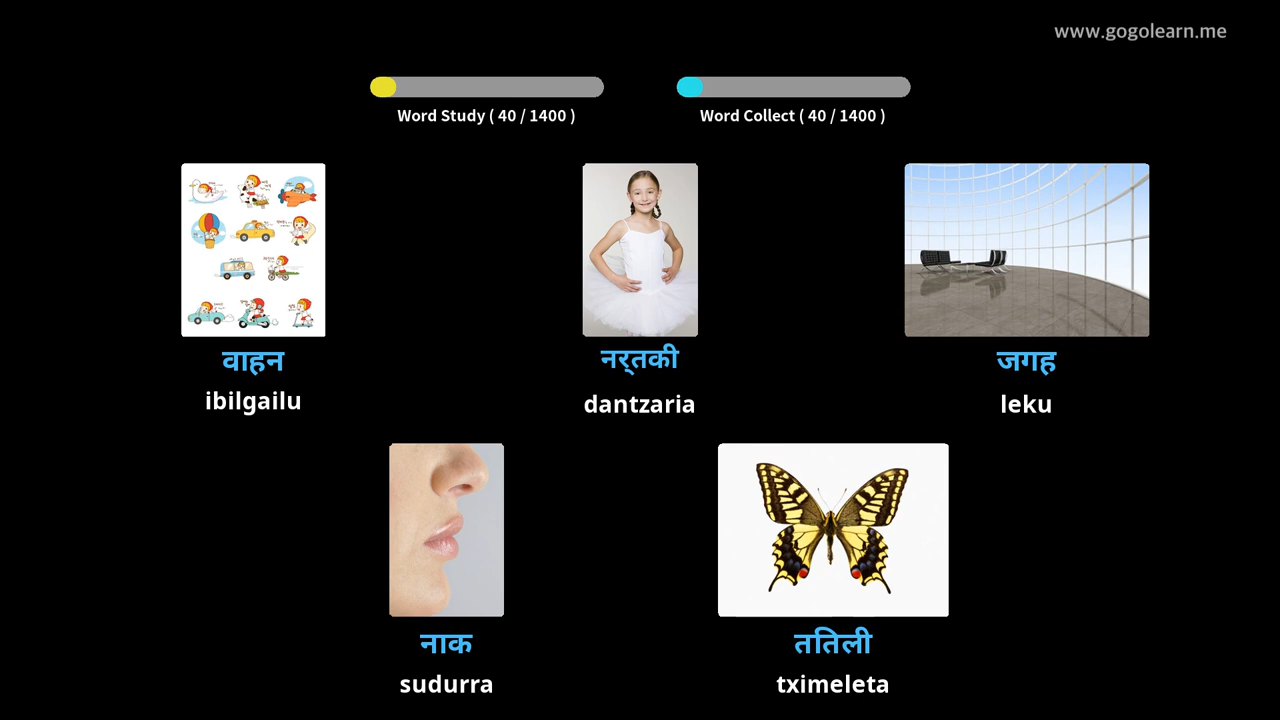 www.gogolearn.me
Word Study ( 40 / 1400 )
Word Collect ( 40 / 1400 )
वाहन
ibilgailu
नर्तकी
dantzaria
जगह
leku
नाक
sudurra
ततिली
tximeleta